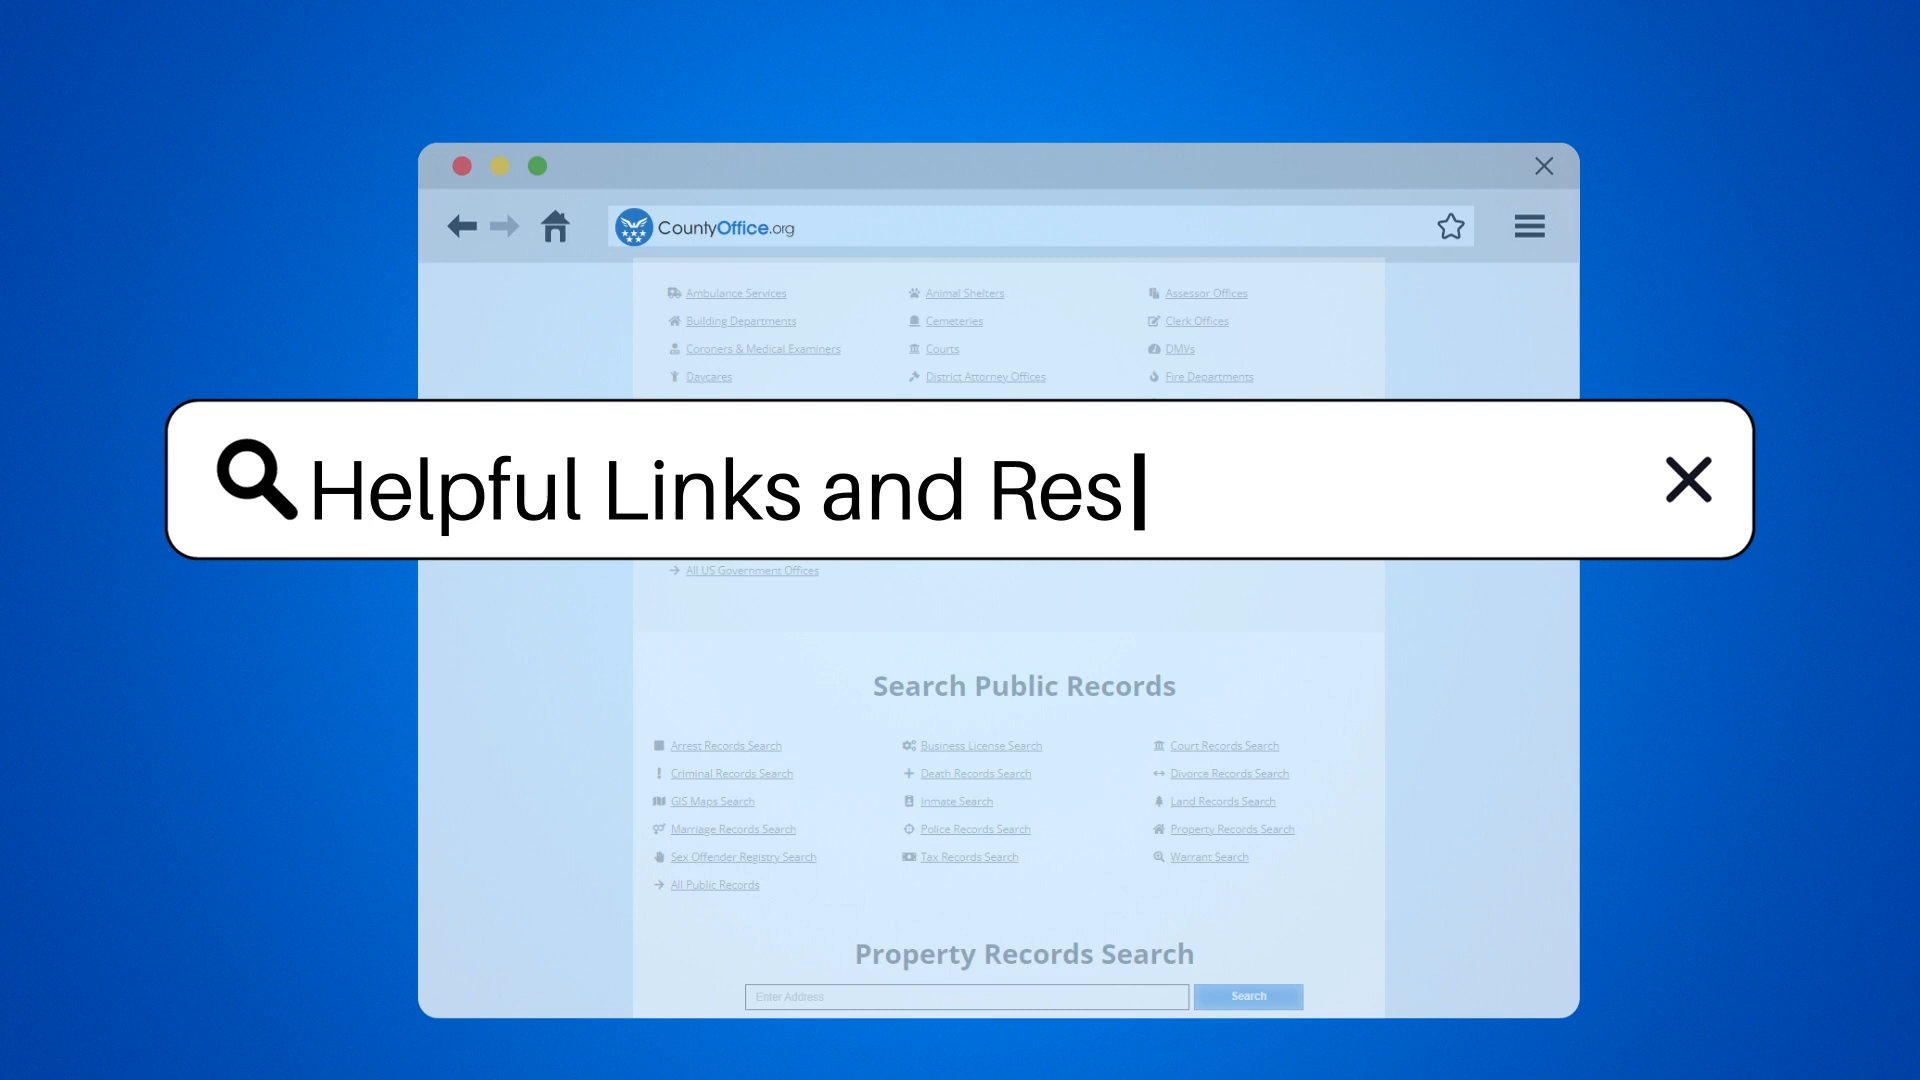 CountyOffice.org
Ambulance Services Animal Shelters Assessor Offices
Building Departments Cemeteries Clerk Offices
Coroners & Medical Examiners Courts DMVs
Daycares District Attorney Offices Fire Departments
Helpful Links and Res
All US Government Offices
Search Public Records
Arrest Records Search Business License Search Court Records Search
Criminal Records Search Death Records Search Divorce Records Search
GIS Maps Search Inmate Search Land Records Search
Marriage Records Search Police Records Search Property Records Search
Sex Offender Registry Search Tax Records Search Warrant Search
All Public Records
Property Records Search
Enter Address Search